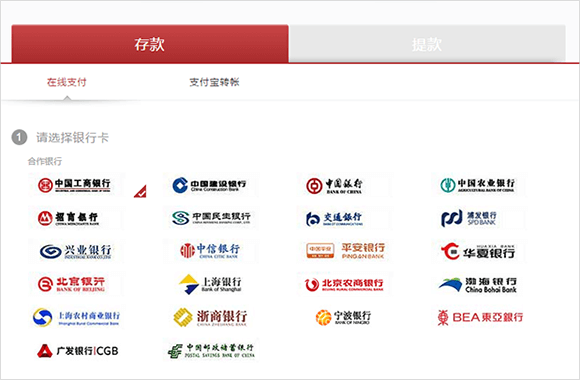 存款
提款
在线支付
支付宝转帐
1 请选择银行卡
合作银行
中国工商银行
中国建设银行
China Construction Bank
中国银行
BANK OF CHINA
中国农业银行
AGRICULTURAL BANK OF CHINA
招商银行
CHINA MERCHANTS BANK
中国民生银行
CHINA MINSHENG BANKING CORP., LTD.
交通银行
BANK OF COMMUNICATIONS
浦发银行
SPD BANK
兴业银行
INDUSTRIAL BANK CO.,LTD.
中信银行
CHINA CITIC BANK
中国平安
平安银行
PING AN BANK
HUA XIA BANK
华夏银行
北京银行
BANK OF BEIJING
上海银行
Bank of Shanghai
北京农商银行
BEIJING RURAL COMMERCIAL BANK
渤海银行
China Bohai Bank
上海农村商业银行
Shanghai Rural Commercial Bank
浙商银行
CHINA ZHESHANG BANK
宁波银行
BANK OF NINGBO
BEA東亞銀行
广发银行|CGB
中国邮政储蓄银行
POSTAL SAVINGS BANK OF CHINA